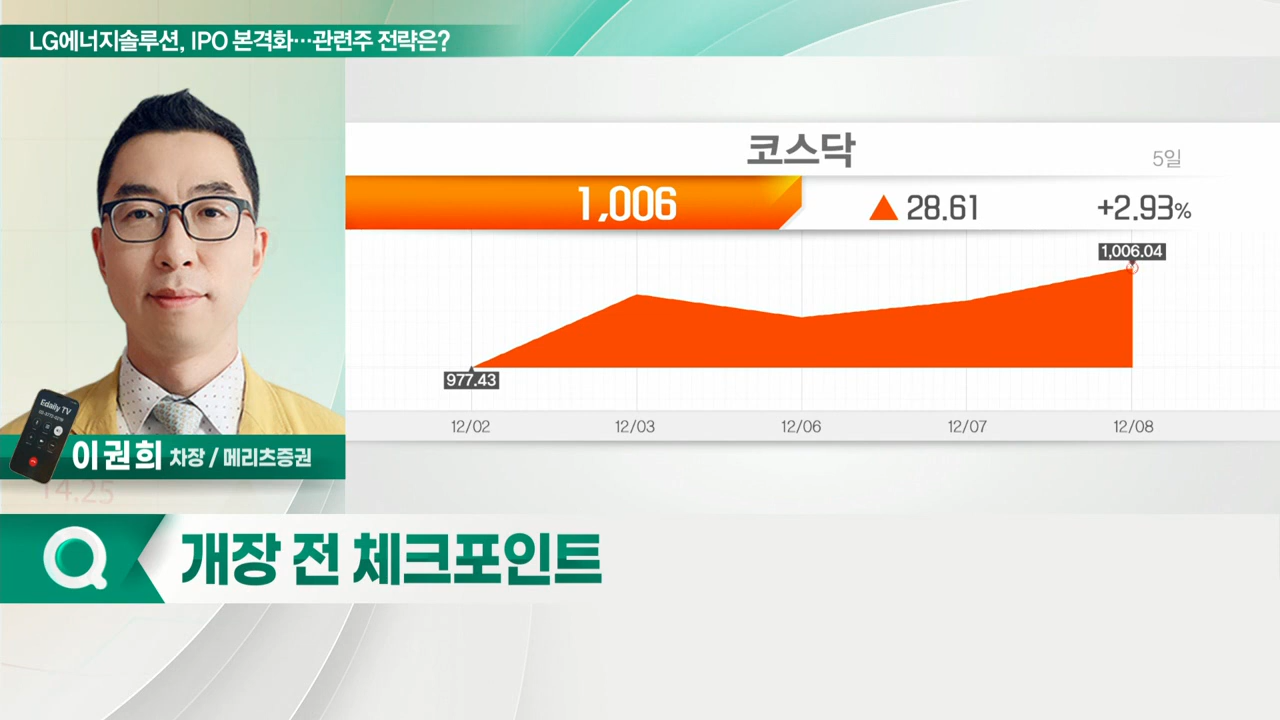 LG에너지솔루션, IPO 본격화…관련주 전략은?
코스닥
5일
1,006 ▲ 28.61 +2.93%
1,006.04
977.43
12/02 12/03 12/06 12/07 12/08
Edaily TV
이권희 차장 / 메리츠증권
14.25
개장 전 체크포인트